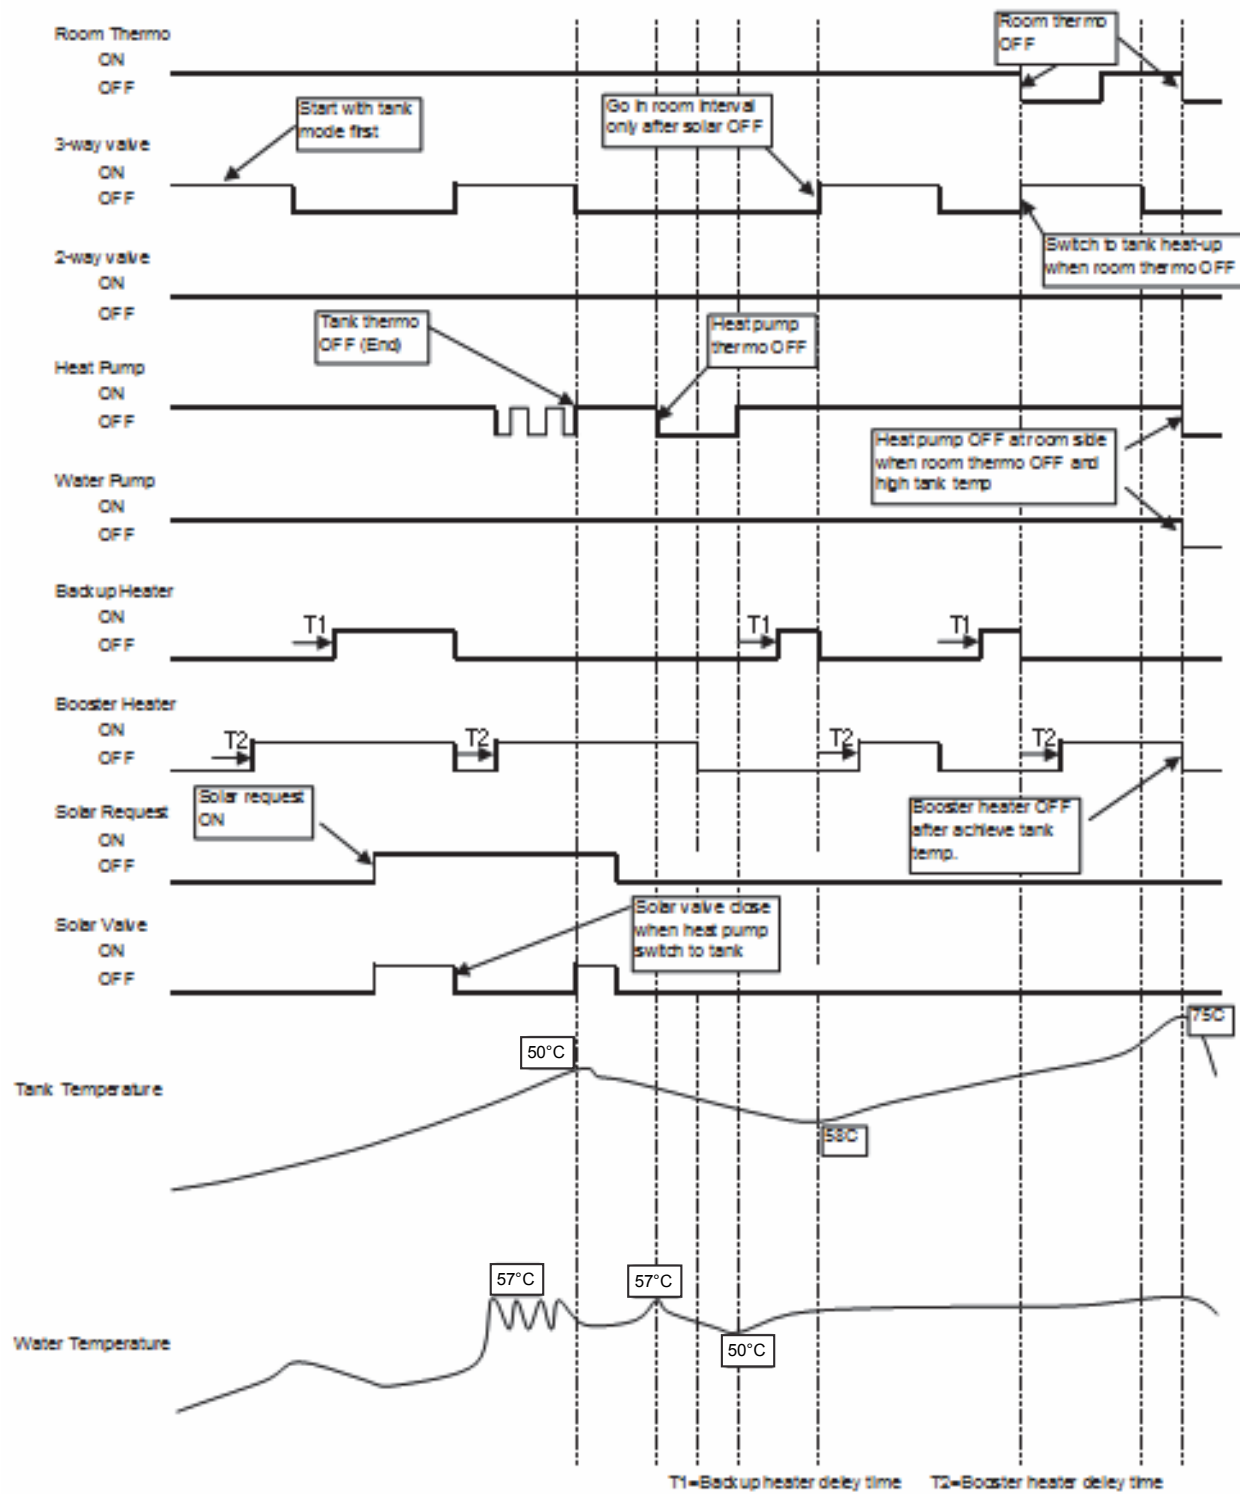 Room Thermo
ON
OFF
Room thermo
OFF
Start with tank
mode first
Go in room interval
only after solar OFF
3-way valve
ON
OFF
Switch to tank heat-up
when room thermo OFF
2-way valve
ON
OFF
Tank thermo
OFF (End)
Heat pump
thermo OFF
Heat Pump
ON
OFF
Heat pump OFF at room side
when room thermo OFF and
high tank temp
Water Pump
ON
OFF
Backup Heater
ON
OFF
T1
T1
T1
Booster Heater
ON
OFF
T2
T2
T2
T2
Solar request
ON
Booster heater OFF
after achieve tank
temp.
Solar Request
ON
OFF
Solar valve close
when heat pump
switch to tank
Solar Valve
ON
OFF
75C
50°C
Tank Temperature
58C
57°C
57°C
Water Temperature
50°C
T1=Backup heater deley time T2=Booster heater deley time